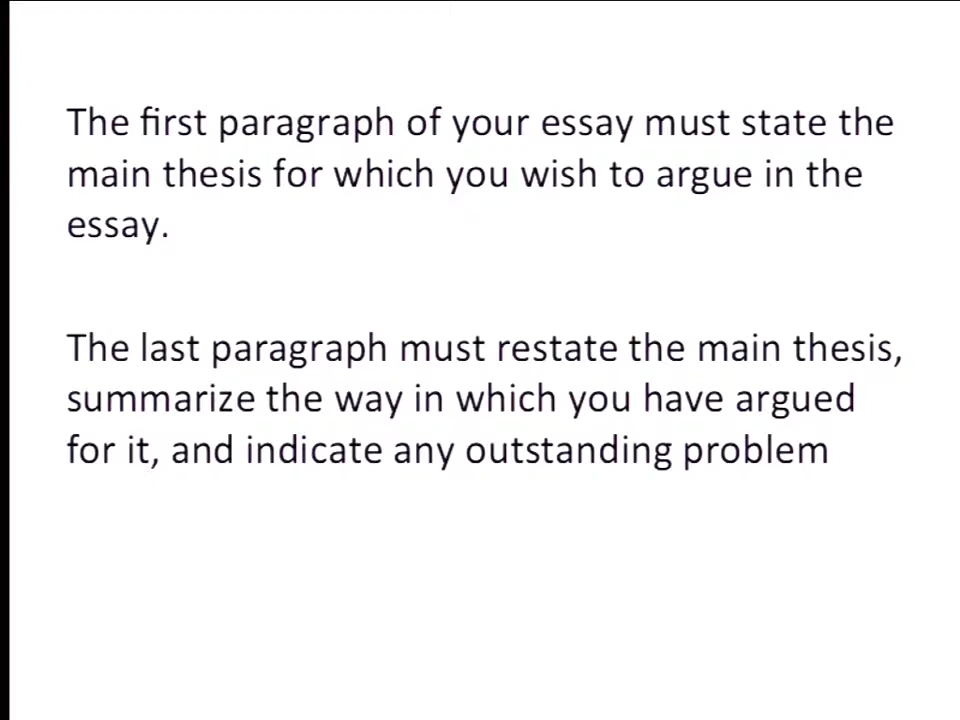 The first paragraph of your essay must state the
main thesis for which you wish to argue in the
essay.
The last paragraph must restate the main thesis,
summarize the way in which you have argued
for it, and indicate any outstanding problem